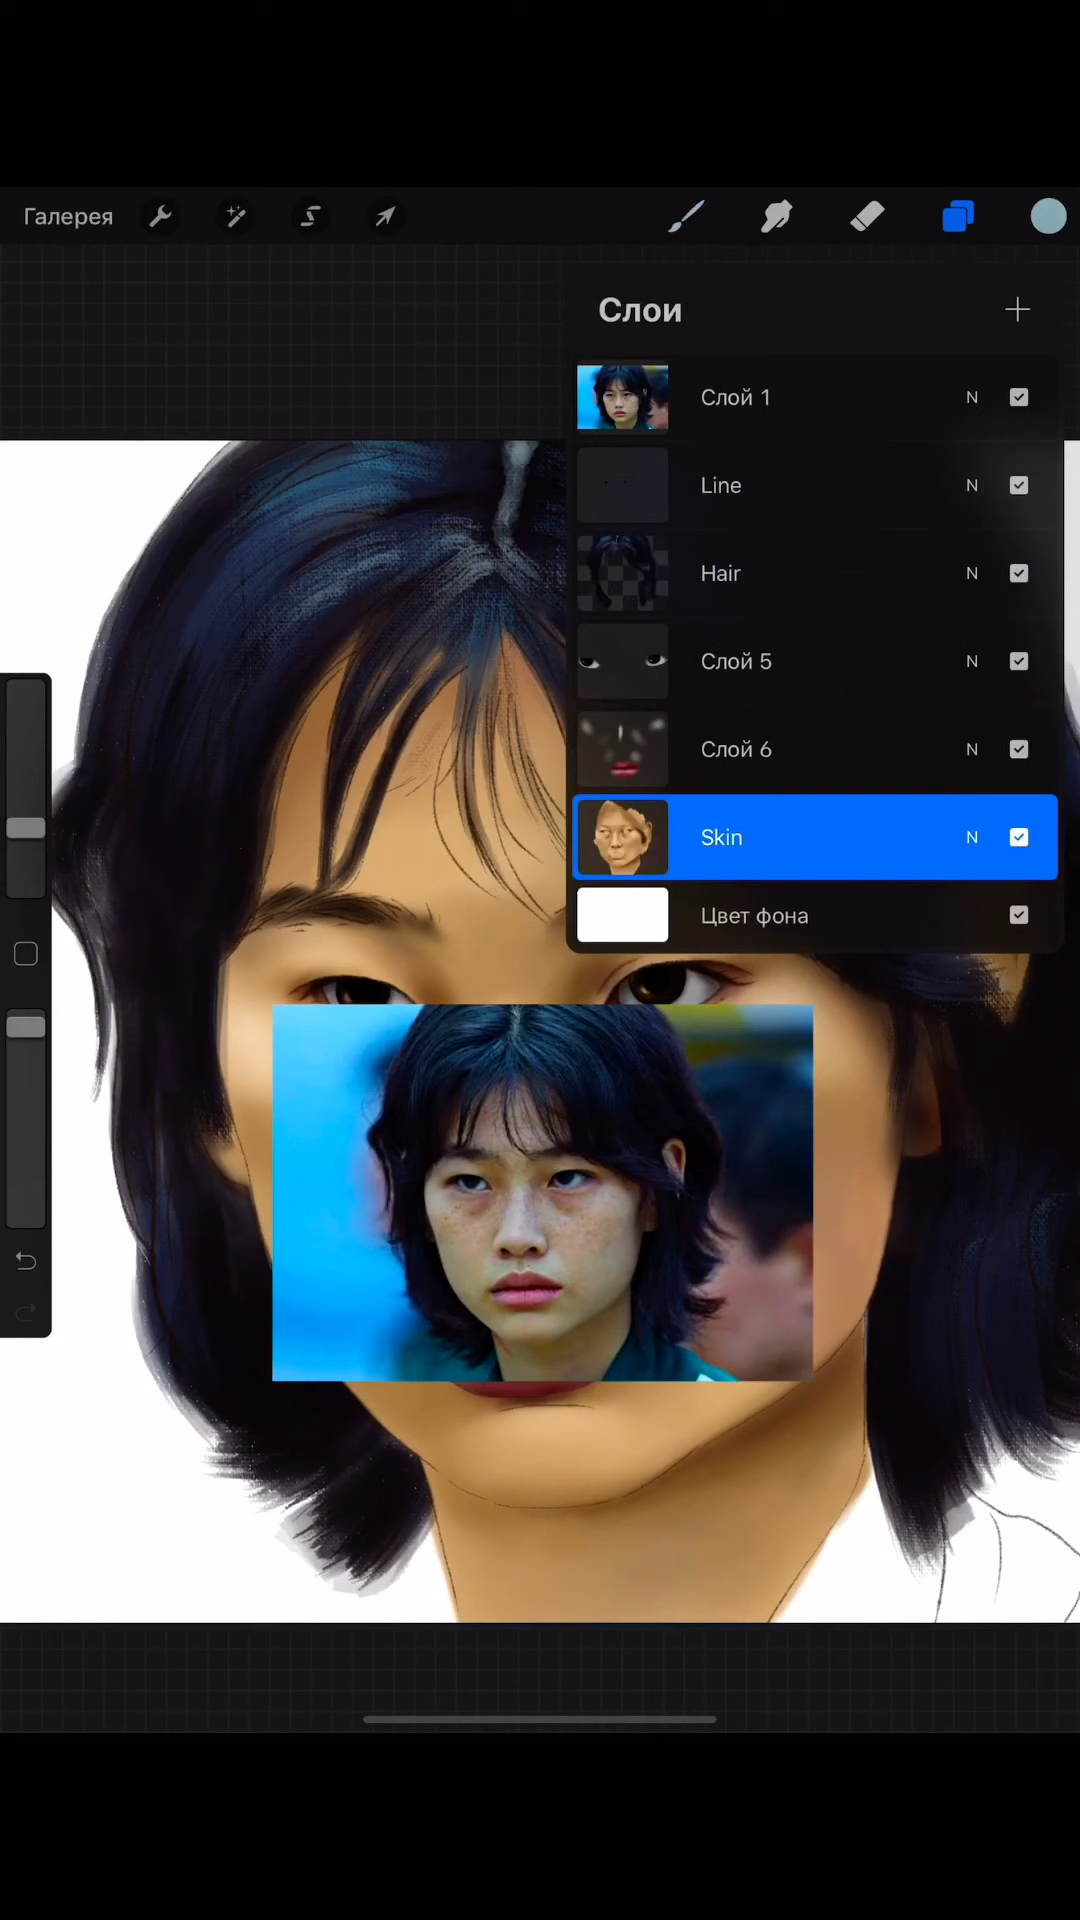 Галерея
Слои
Слой 1 N
Line N
Hair N
Слой 5 N
Слой 6 N
Skin N
Цвет фона